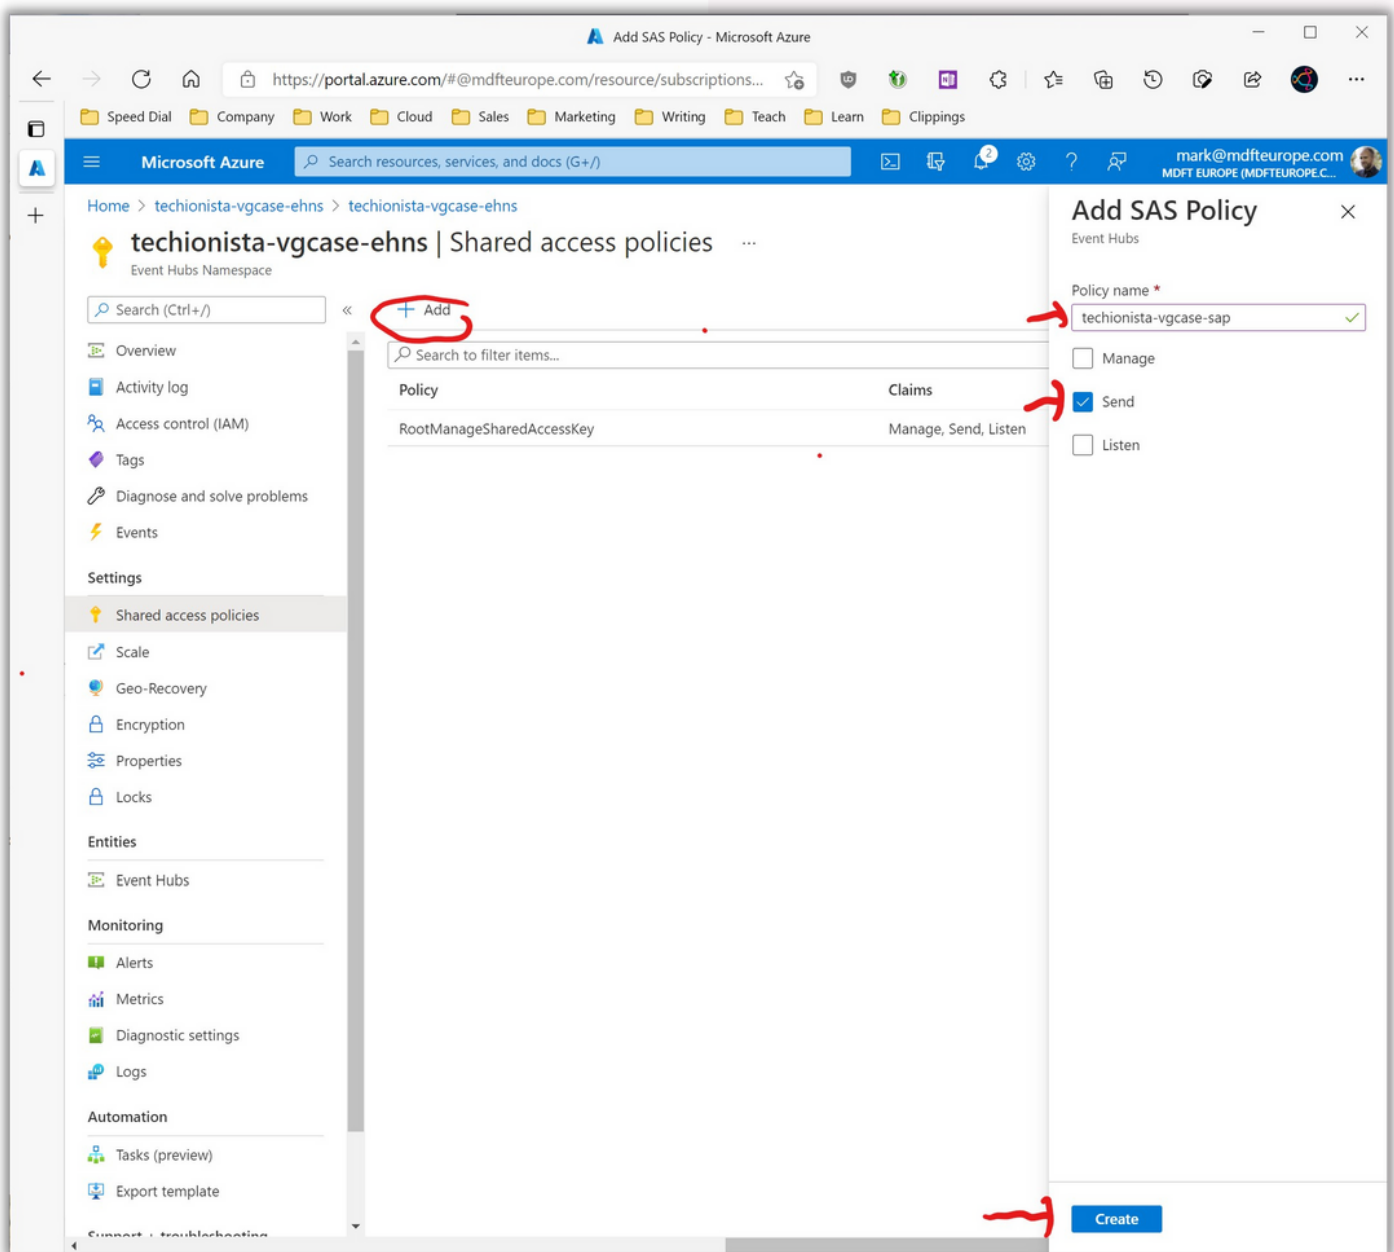 Add SAS Policy - Microsoft Azure
https://portal.azure.com/#@mdfteurope.com/resource/subscriptions...
Speed Dial Company Work Cloud Sales Marketing Writing Teach Learn Clippings
Microsoft Azure Search resources, services, and docs (G+/) 2 mark@mdfteurope.com
MDFT EUROPE (MDFTEUROPE.C...
Home > techionista-vgcase-ehns > techionista-vgcase-ehns
techionista-vgcase-ehns | Shared access policies ...
Event Hubs Namespace
Search (Ctrl+/)
Overview
Activity log
Access control (IAM)
Tags
Diagnose and solve problems
Events
Settings
Shared access policies
Scale
Geo-Recovery
Encryption
Properties
Locks
Entities
Event Hubs
Monitoring
Alerts
Metrics
Diagnostic settings
Logs
Automation
Tasks (preview)
Export template
Support + troubleshooting
+ Add
Search to filter items...
Policy Claims
RootManageSharedAccessKey Manage, Send, Listen
Add SAS Policy
Event Hubs
Policy name *
techionista-vgcase-sap
Manage
Send
Listen
Create